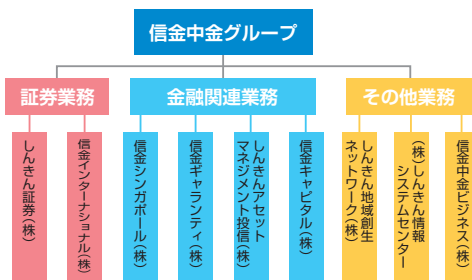 信金中金グループ
証券業務
金融関連業務
その他業務
しんきん証券(株)
信金インターナショナル(株)
信金シンガポール(株)
信金ギャランティ(株)
しんきんアセット
マネジメント投信(株)
信金キャピタル(株)
しんきん地域創生
ネットワーク(株)
(株)しんきん情報
システムセンター
信金中金ビジネス(株)